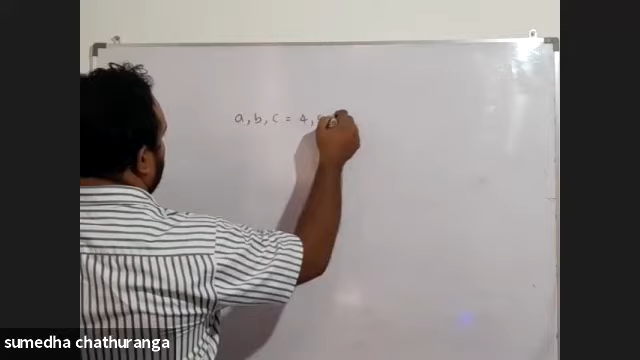 a, b, c = 4,
sumedha chathuranga